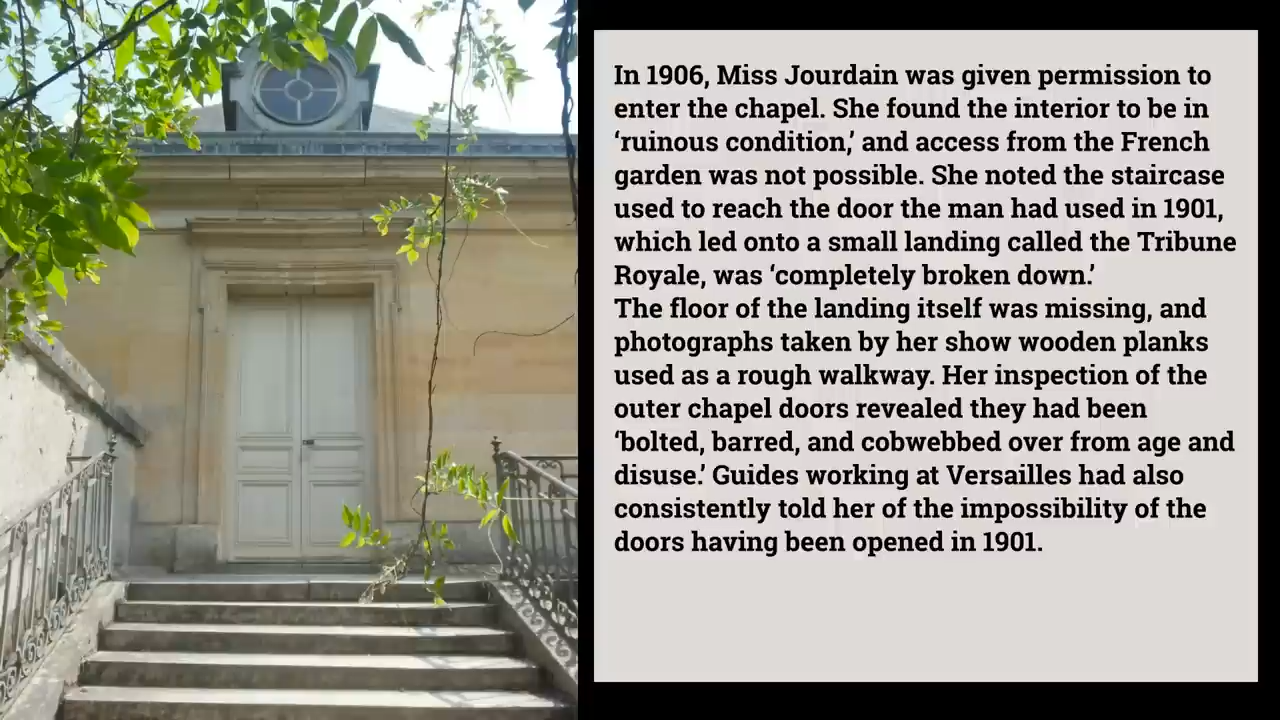 In 1906, Miss Jourdain was given permission to
enter the chapel. She found the interior to be in
‘ruinous condition,’ and access from the French
garden was not possible. She noted the staircase
used to reach the door the man had used in 1901,
which led onto a small landing called the Tribune
Royale, was ‘completely broken down.’
The floor of the landing itself was missing, and
photographs taken by her show wooden planks
used as a rough walkway. Her inspection of the
outer chapel doors revealed they had been
‘bolted, barred, and cobwebbed over from age and
disuse.’ Guides working at Versailles had also
consistently told her of the impossibility of the
doors having been opened in 1901.